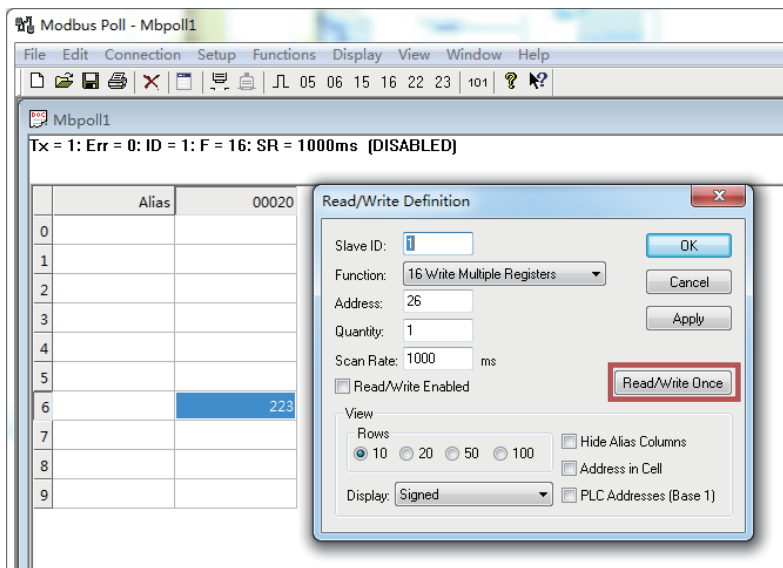 Modbus Poll - Mbpoll1
File Edit Connection Setup Functions Display View Window Help
05 06 15 16 22 23 101
Mbpoll1
Tx = 1: Err = 0: ID = 1: F = 16: SR = 1000ms (DISABLED)
Alias 00020
0
1
2
3
4
5
6 223
7
8
9
Read/Write Definition
Slave ID: 1
OK
Function: 16 Write Multiple Registers
Cancel
Address: 26
Apply
Quantity: 1
Scan Rate: 1000 ms
Read/Write Enabled
Read/Write Once
View
Rows
10 20 50 100
Hide Alias Columns
Address in Cell
Display: Signed
PLC Addresses (Base 1)